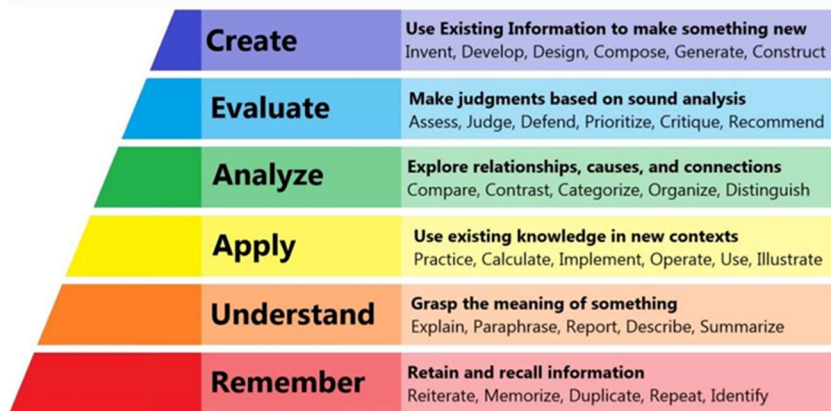 Create
Use Existing Information to make something new
Invent, Develop, Design, Compose, Generate, Construct
Evaluate
Make judgments based on sound analysis
Assess, Judge, Defend, Prioritize, Critique, Recommend
Analyze
Explore relationships, causes, and connections
Compare, Contrast, Categorize, Organize, Distinguish
Apply
Use existing knowledge in new contexts
Practice, Calculate, Implement, Operate, Use, Illustrate
Understand
Grasp the meaning of something
Explain, Paraphrase, Report, Describe, Summarize
Remember
Retain and recall information
Reiterate, Memorize, Duplicate, Repeat, Identify